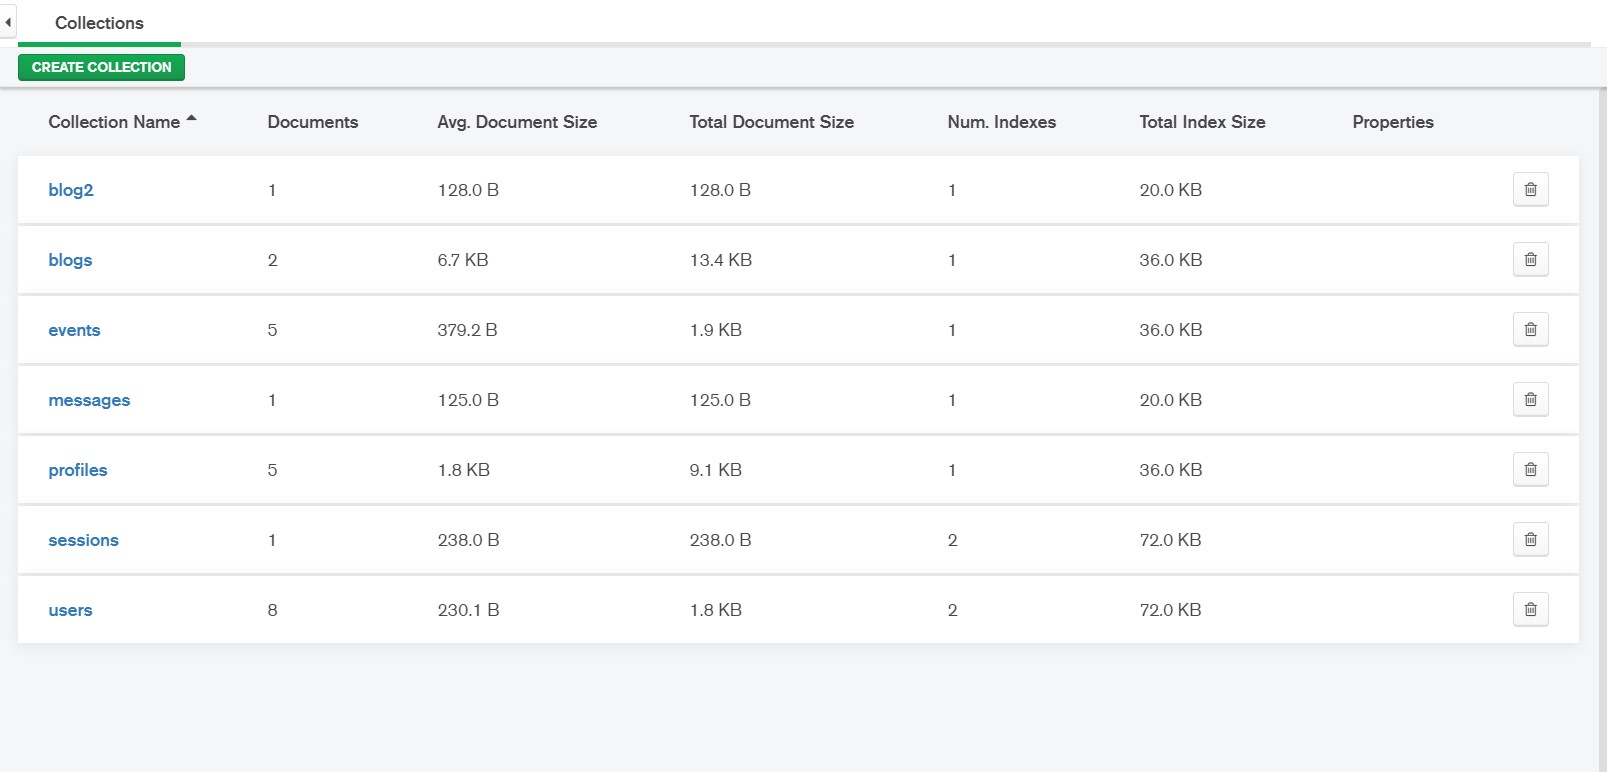 Collections
CREATE COLLECTION
Collection Name Documents Avg. Document Size Total Document Size Num. Indexes Total Index Size Properties
blog2 1 128.0 B 128.0 B 1 20.0 KB
blogs 2 6.7 KB 13.4 KB 1 36.0 KB
events 5 379.2 B 1.9 KB 1 36.0 KB
messages 1 125.0 B 125.0 B 1 20.0 KB
profiles 5 1.8 KB 9.1 KB 1 36.0 KB
sessions 1 238.0 B 238.0 B 2 72.0 KB
users 8 230.1 B 1.8 KB 2 72.0 KB